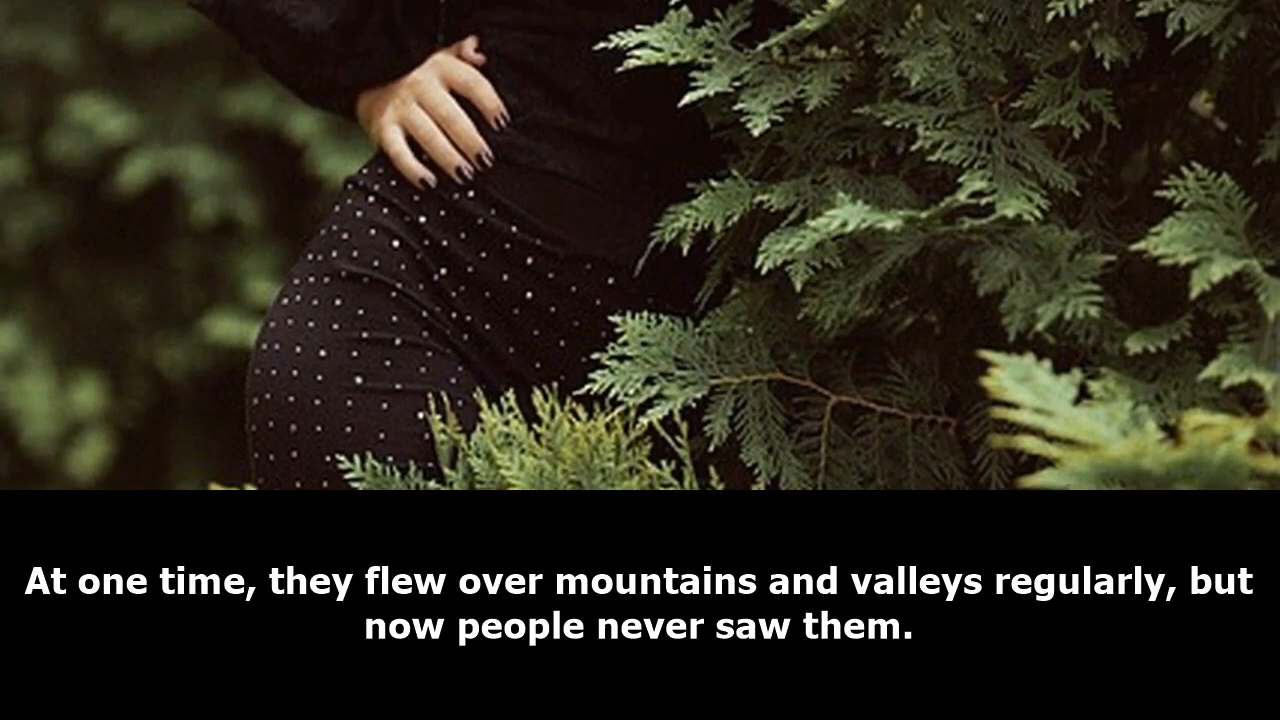 At one time, they flew over mountains and valleys regularly, but
now people never saw them.